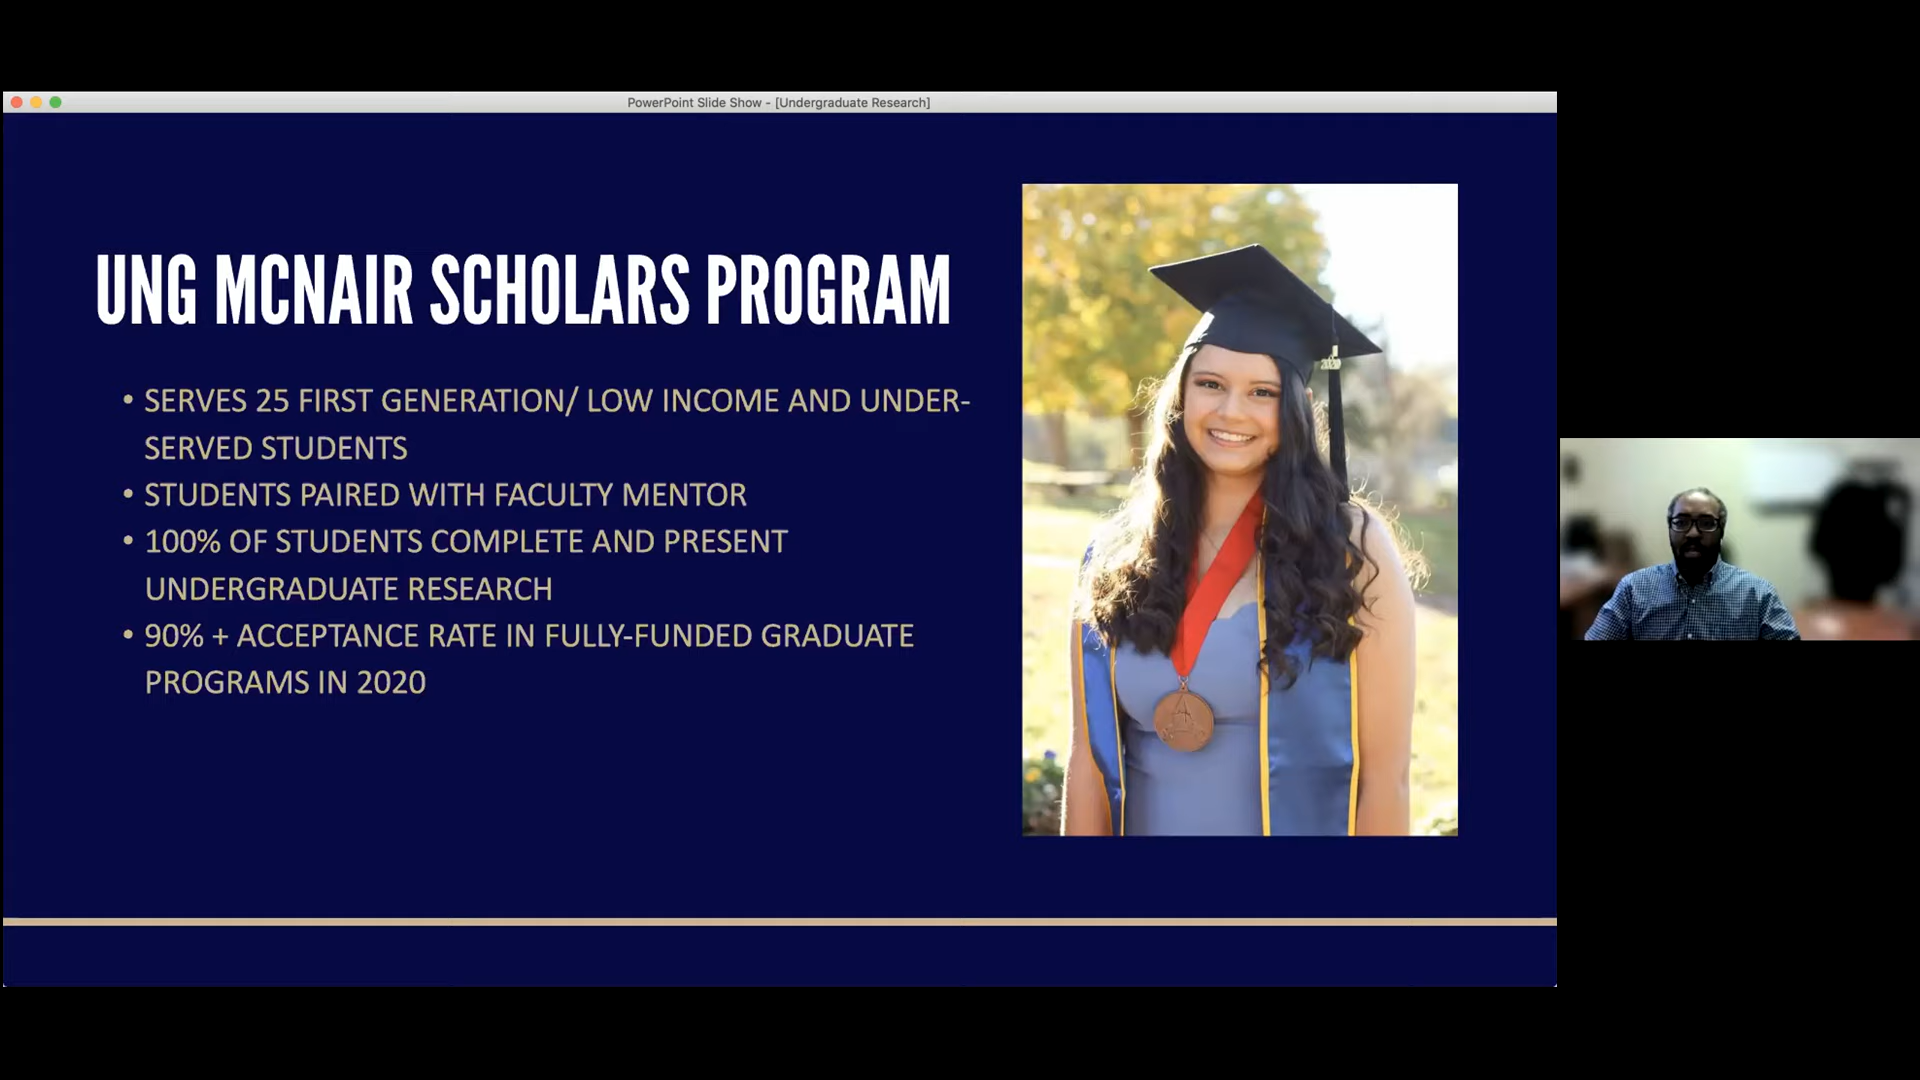 PowerPoint Slide Show - [Undergraduate Research]
UNG MCNAIR SCHOLARS PROGRAM
• SERVES 25 FIRST GENERATION/ LOW INCOME AND UNDER-
SERVED STUDENTS
• STUDENTS PAIRED WITH FACULTY MENTOR
• 100% OF STUDENTS COMPLETE AND PRESENT
UNDERGRADUATE RESEARCH
• 90% + ACCEPTANCE RATE IN FULLY-FUNDED GRADUATE
PROGRAMS IN 2020